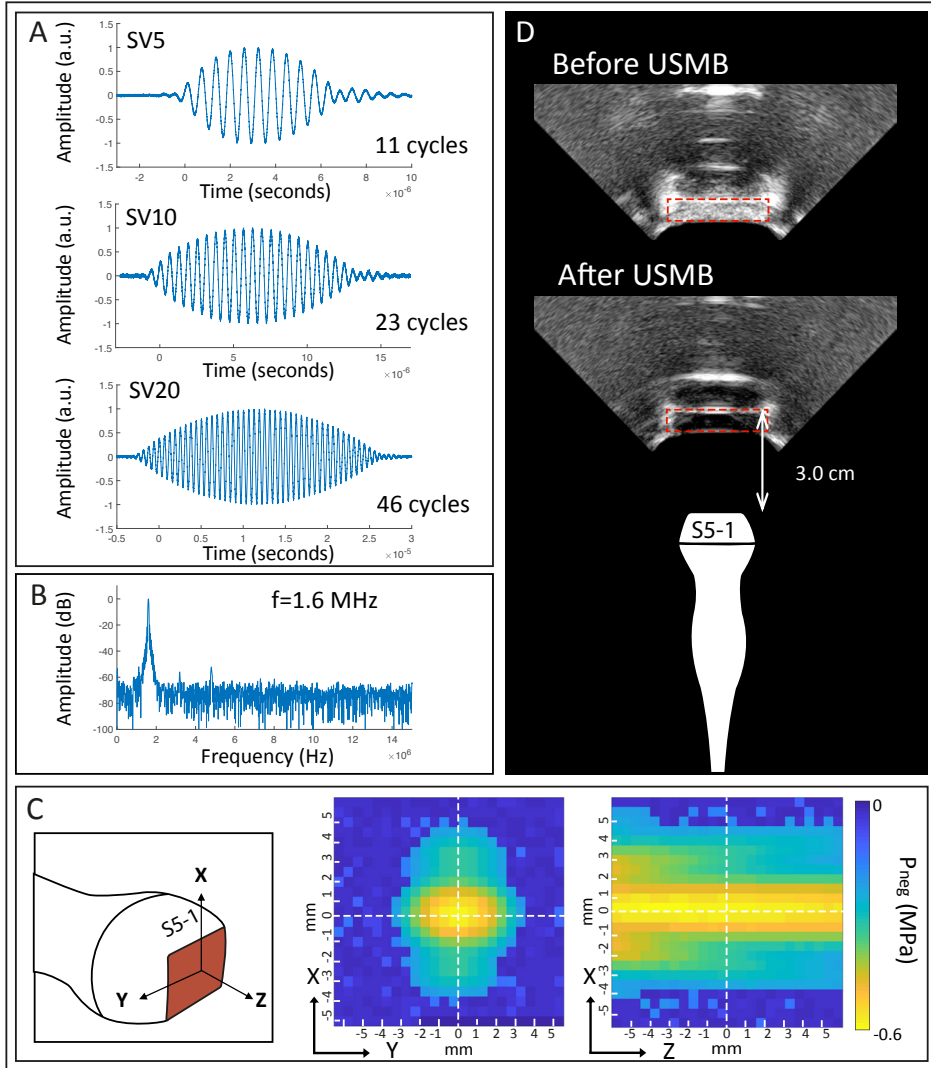 A
SV5
Amplitude (a.u.)
1.5
1
0.5
0
-0.5
-1
-1.5
-2 0 2 4 6 8 10
Time (seconds)
×10⁻⁶
11 cycles
SV10
Amplitude (a.u.)
1.5
1
0.5
0
-0.5
-1
-1.5
0 5 10 15
Time (seconds)
×10⁻⁶
23 cycles
SV20
Amplitude (a.u.)
1.5
1
0.5
0
-0.5
-1
-1.5
-0.5 0 0.5 1 1.5 2 2.5 3
Time (seconds)
×10⁻⁵
46 cycles
B
f=1.6 MHz
Amplitude (dB)
0
-20
-40
-60
-80
-100
0 2 4 6 8 10 12 14
Frequency (Hz)
×10⁶
D
Before USMB
After USMB
3.0 cm
S5-1
C
X
S5-1
Y
Z
5
4
3
2
1
0
-1
-2
-3
-4
-5
mm
-5 -4 -3 -2 -1 0 1 2 3 4 5
mm
X
Y
5
4
3
2
1
0
-1
-2
-3
-4
-5
mm
-5 -4 -3 -2 -1 0 1 2 3 4 5
mm
X
Z
0
Pneg (MPa)
-0.6